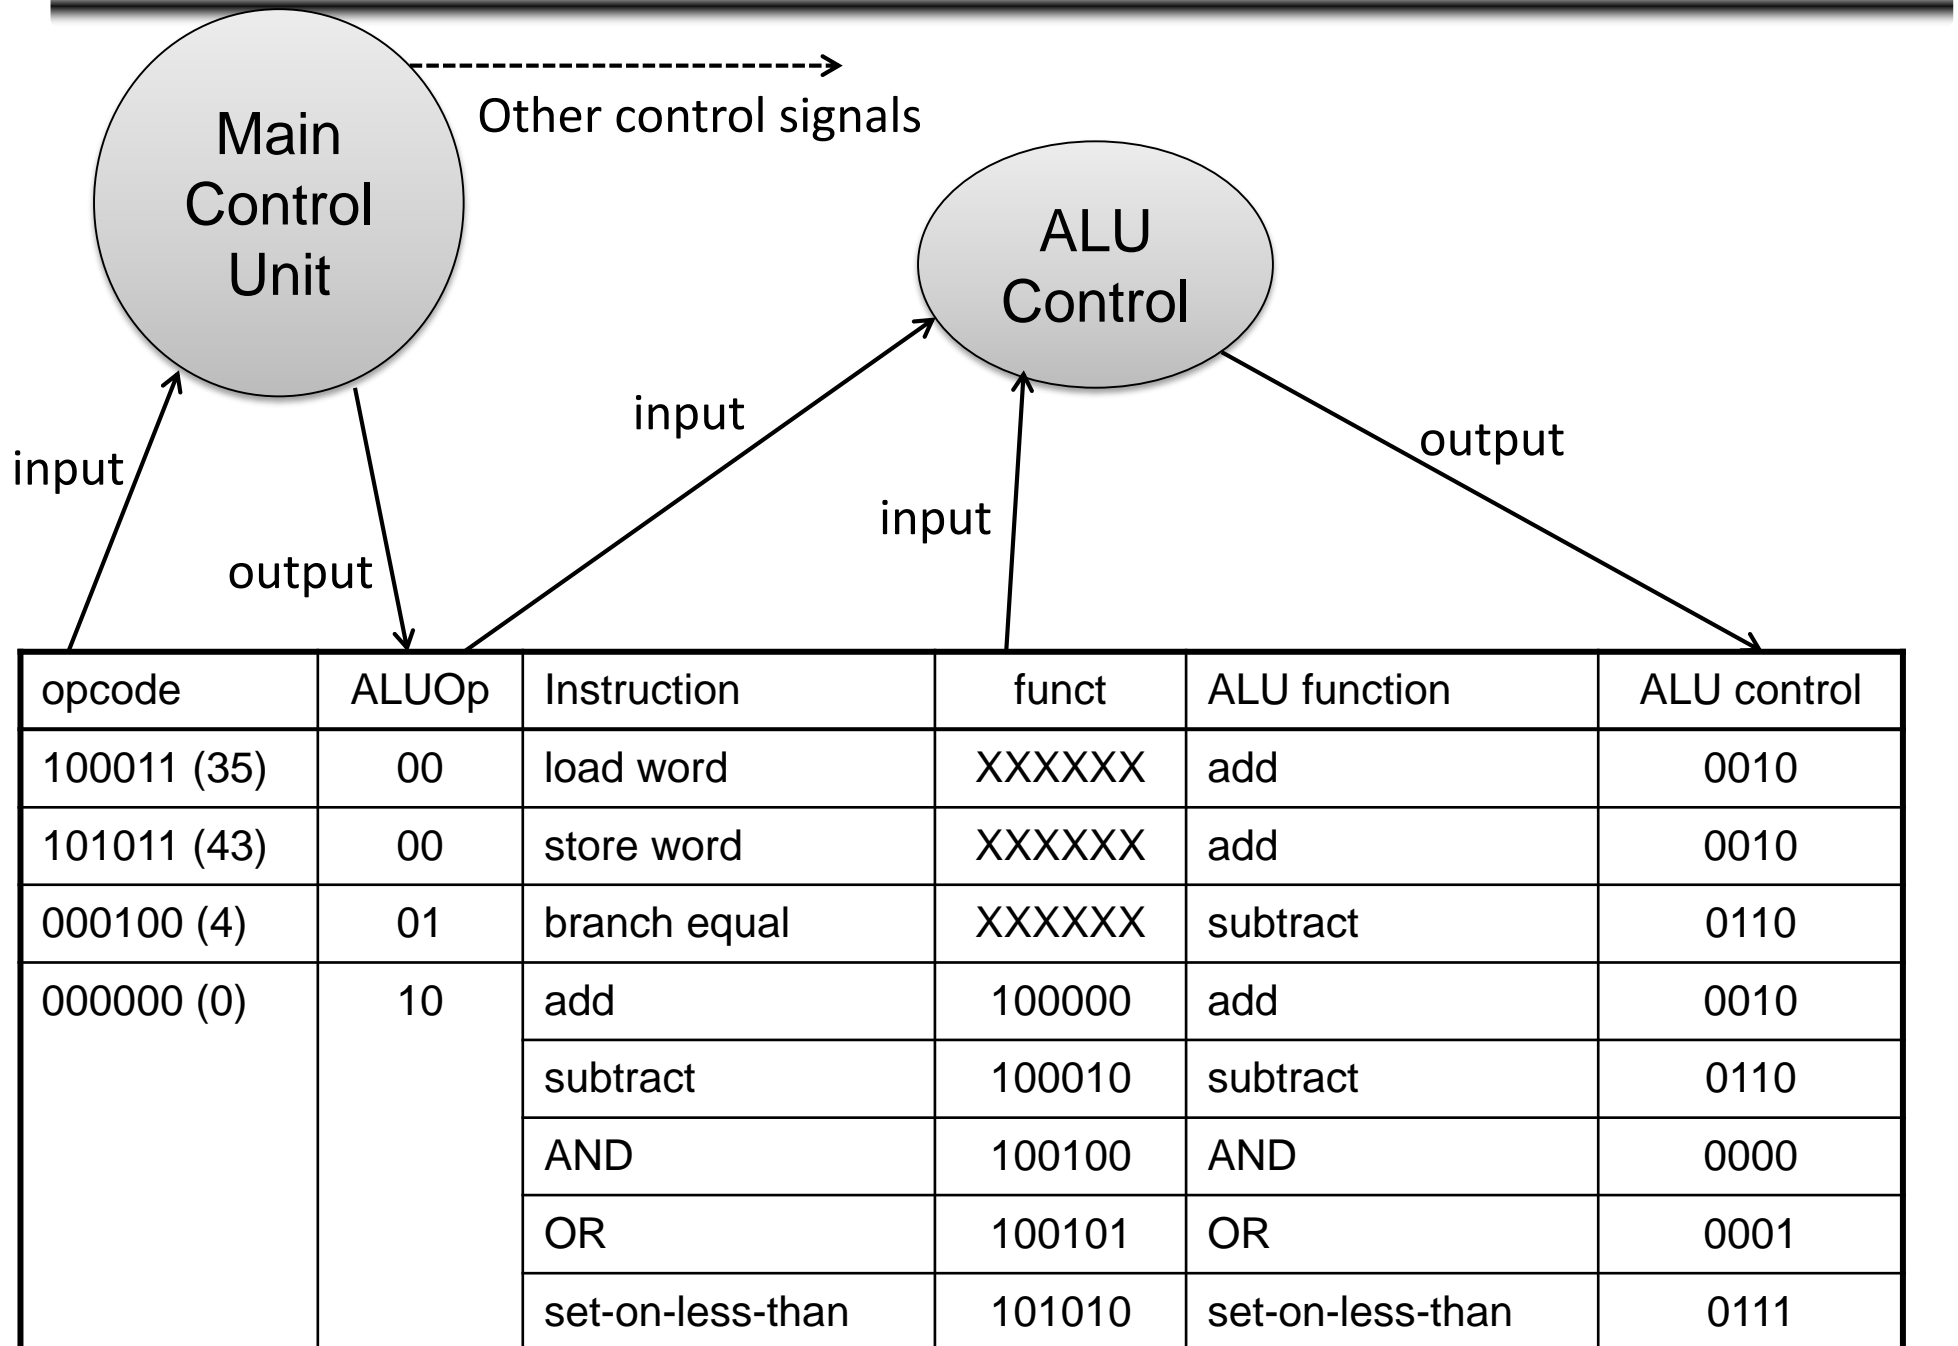 Main
Control
Unit
Other control signals
ALU
Control
input
output
input
input
output
opcode ALUOp Instruction funct ALU function ALU control
100011 (35) 00 load word XXXXXX add 0010
101011 (43) 00 store word XXXXXX add 0010
000100 (4) 01 branch equal XXXXXX subtract 0110
000000 (0) 10 add 100000 add 0010
subtract 100010 subtract 0110
AND 100100 AND 0000
OR 100101 OR 0001
set-on-less-than 101010 set-on-less-than 0111